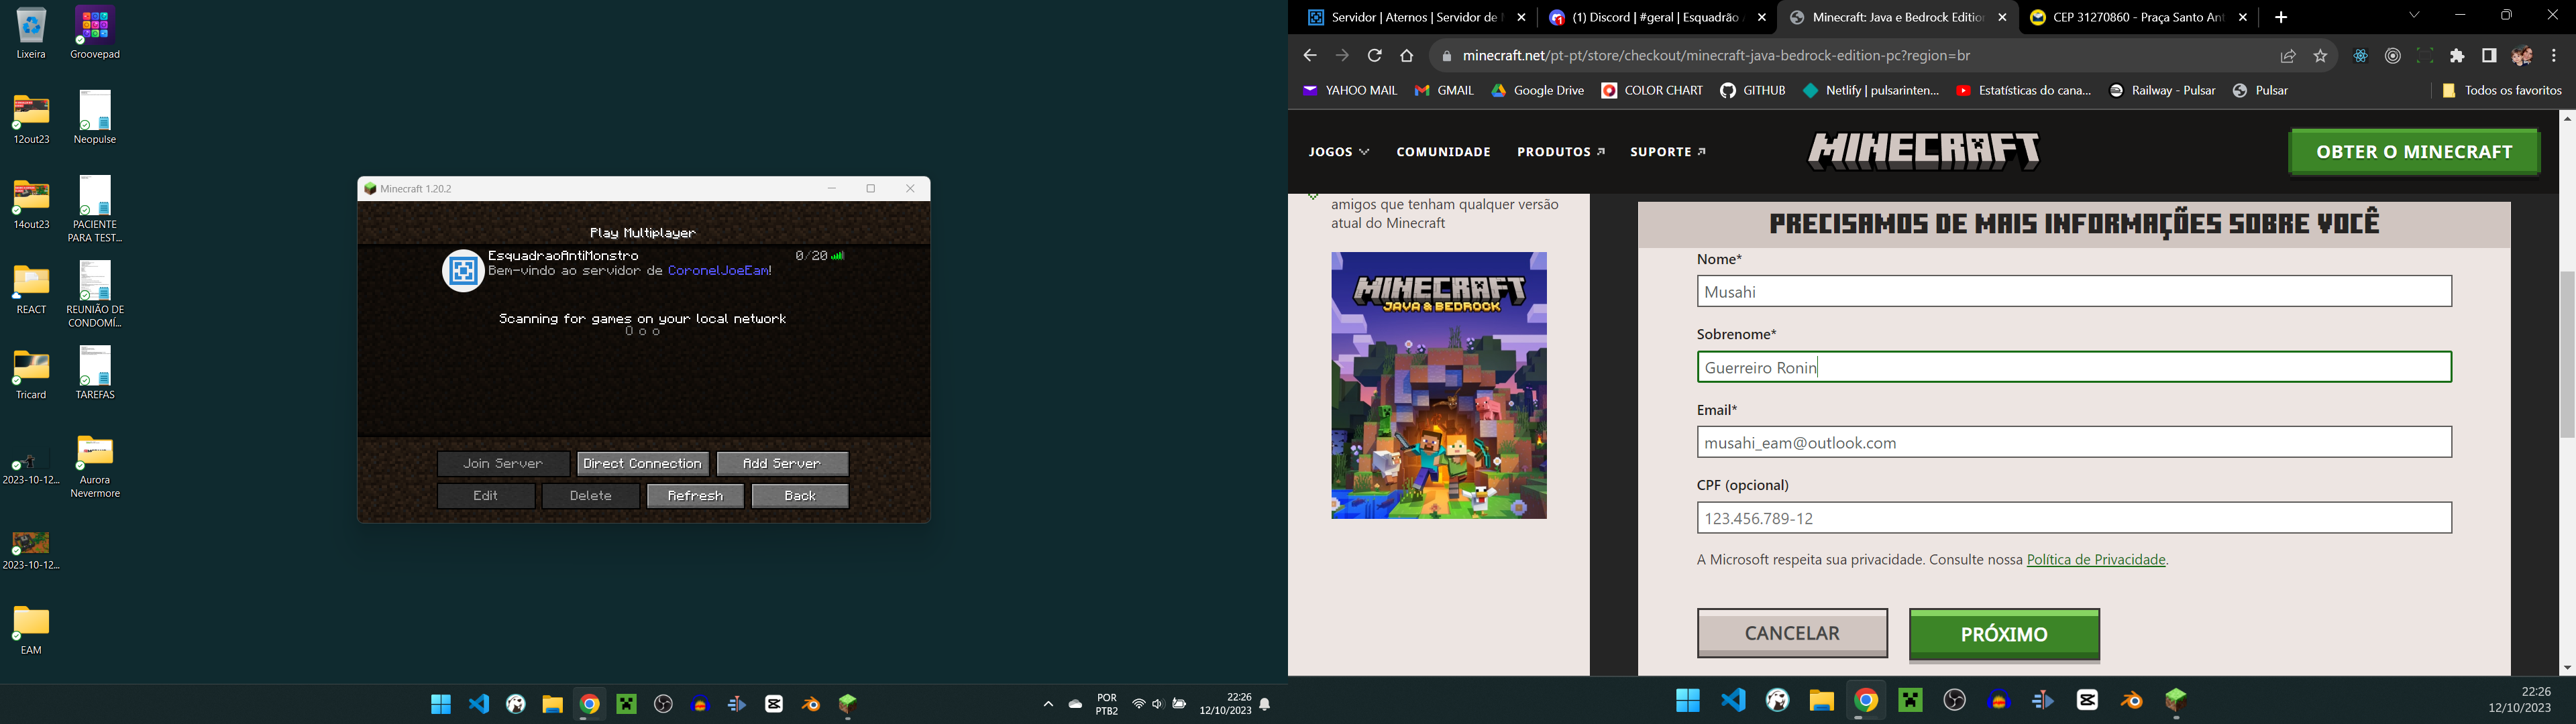 Lixeira
Groovepad
12out23
Neopulse
14out23
PACIENTE
PARA TEST...
REACT
REUNIÃO DE
CONDOMÍ...
Tricard
TAREFAS
2023-10-12...
Aurora
Nevermore
2023-10-12...
EAM
Minecraft 1.20.2
Play Multiplayer
EsquadraoAntiMonstro
0/20
Bem-vindo ao servidor de CoronelJoeEam!
Scanning for games on your local network
O o o
Join Server
Direct Connection
Add Server
Edit
Delete
Refresh
Back
POR
PTB2
22:26
12/10/2023
Servidor | Aternos | Servidor de
(1) Discord | #geral | Esquadrão
Minecraft: Java e Bedrock Edition
CEP 31270860 - Praça Santo Ant
minecraft.net/pt-pt/store/checkout/minecraft-java-bedrock-edition-pc?region=br
YAHOO MAIL
GMAIL
Google Drive
COLOR CHART
GITHUB
Netlify | pulsarinten...
Estatísticas do cana...
Railway - Pulsar
Pulsar
Todos os favoritos
JOGOS
COMUNIDADE
PRODUTOS
SUPORTE
MINECRAFT
OBTER O MINECRAFT
amigos que tenham qualquer versão
atual do Minecraft
MINECRAFT
JAVA & BEDROCK
PRECISAMOS DE MAIS INFORMAÇÕES SOBRE VOCÊ
Nome*
Musahi
Sobrenome*
Guerreiro Ronin
Email*
musahi_eam@outlook.com
CPF (opcional)
123.456.789-12
A Microsoft respeita sua privacidade. Consulte nossa Política de Privacidade.
CANCELAR
PRÓXIMO
22:26
12/10/2023